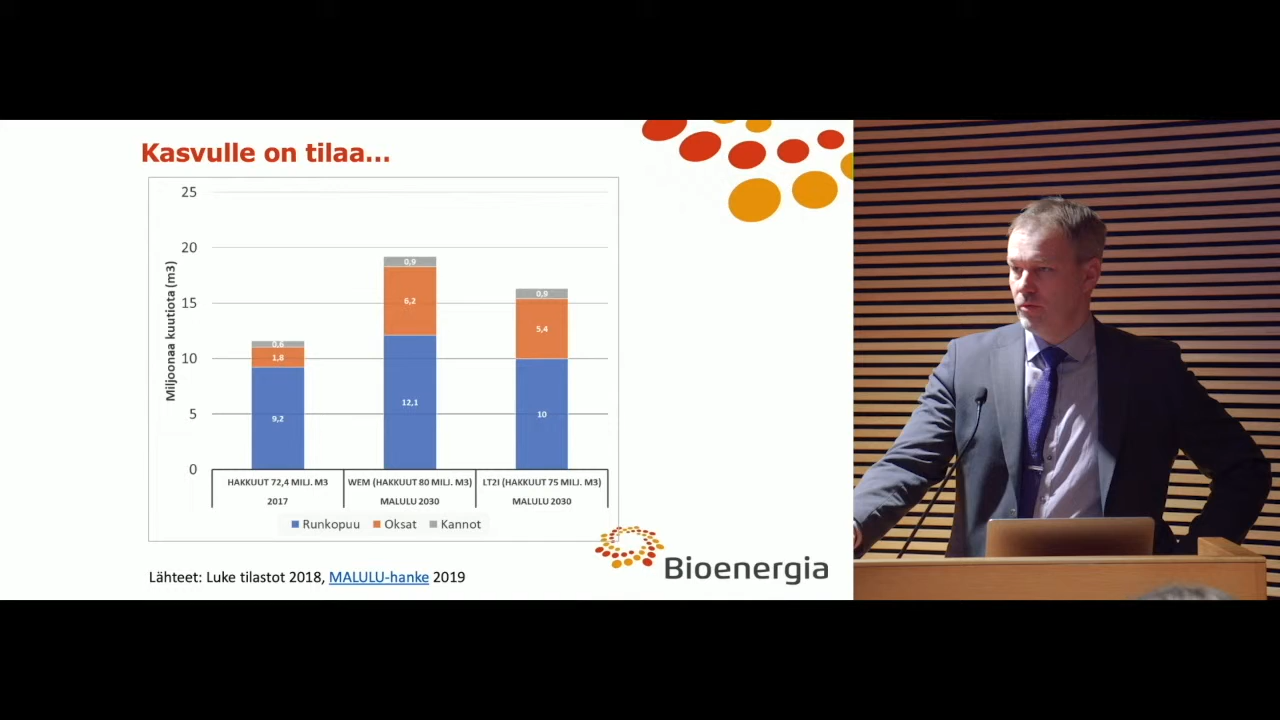 Kasvulle on tilaa...
Miljoonaa kuutiota (m3)
25
20
15
10
5
0
0,6
1,8
9,2
0,9
6,2
12,1
0,9
5,4
10
HAKKUUT 72,4 MILJ. M3
2017
WEM (HAKKUUT 80 MILJ. M3)
MALULU 2030
LT2I (HAKKUUT 75 MILJ. M3)
MALULU 2030
Runkopuu Oksat Kannot
Lähteet: Luke tilastot 2018, MALULU-hanke 2019
Bioenergia